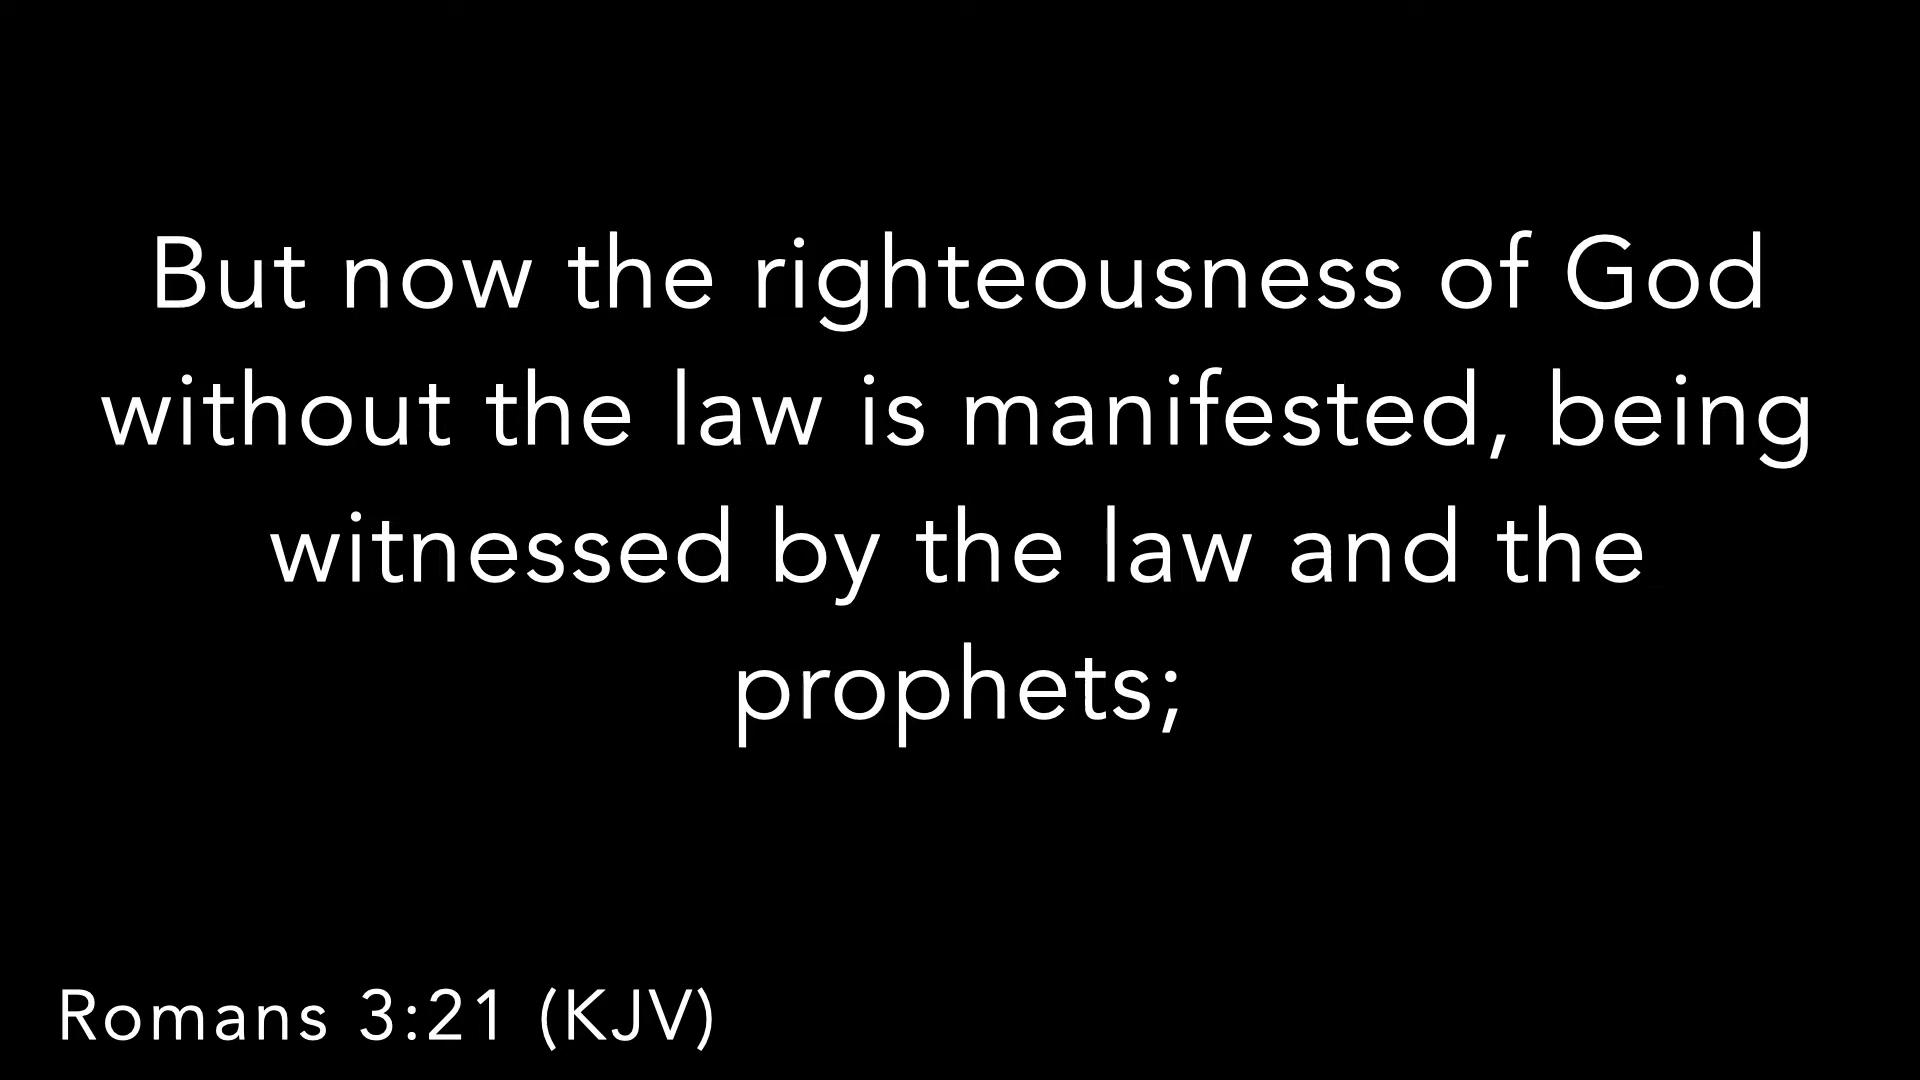 But now the righteousness of God
without the law is manifested, being
witnessed by the law and the
prophets;
Romans 3:21 (KJV)